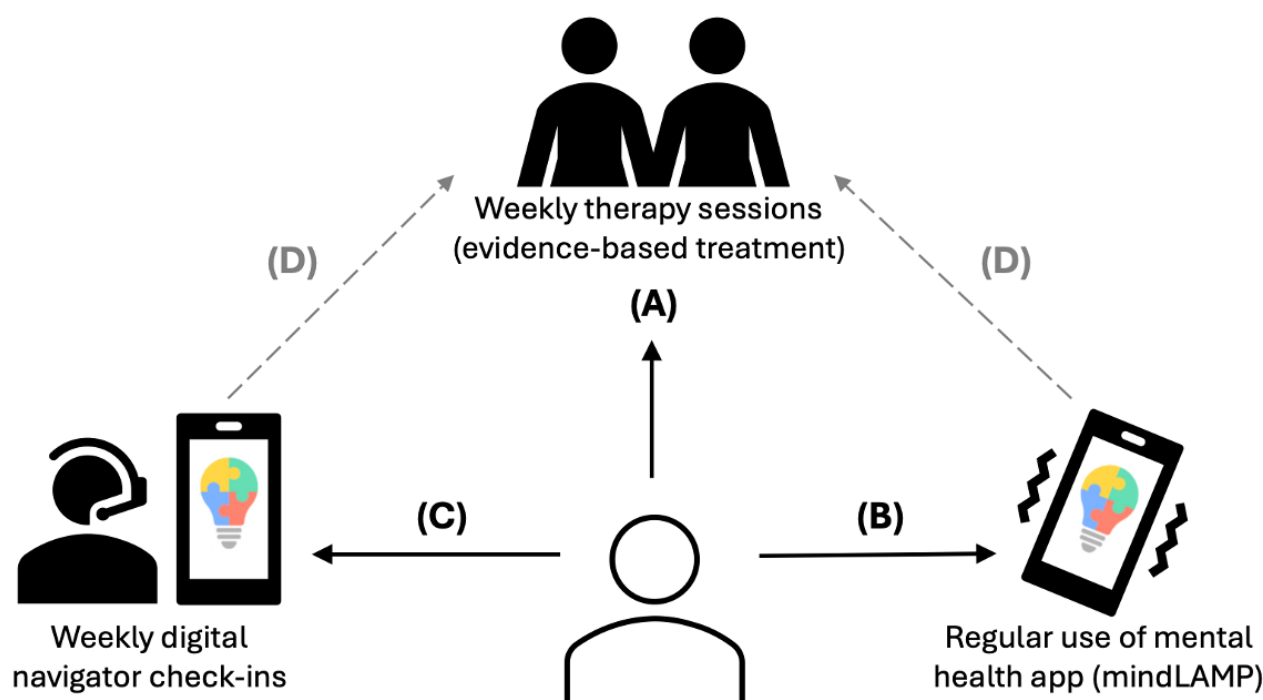 Weekly therapy sessions
(evidence-based treatment)
(D)
(D)
(A)
(C)
(B)
Weekly digital
navigator check-ins
Regular use of mental
health app (mindLAMP)